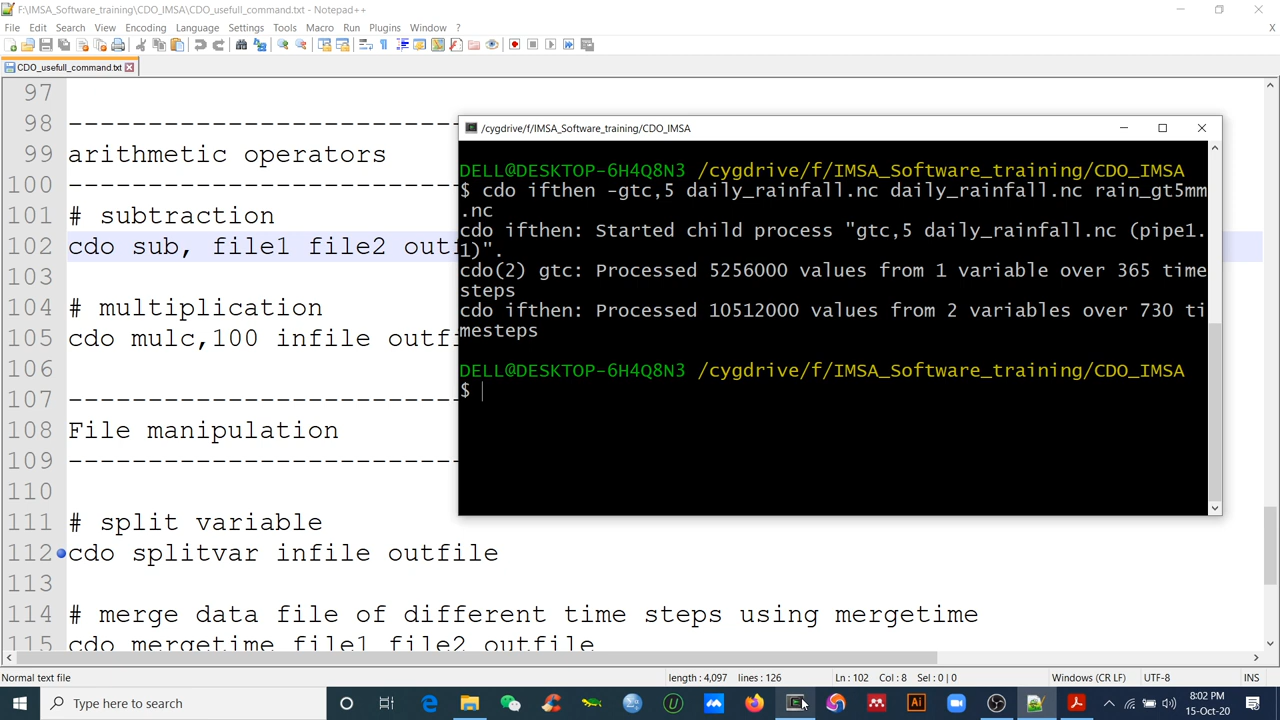 F:\IMSA_Software_training\CDO_IMSA\CDO_usefull_command.txt - Notepad++
File Edit Search View Encoding Language Settings Tools Macro Run Plugins Window ? X
CDO_usefull_command.txt
97
98 -------------------------
99 arithmetic operators
100 -------------------------
101 # subtraction
102 cdo sub, file1 file2 outf
103
104 # multiplication
105 cdo mulc,100 infile outf
106
107 -------------------------
108 File manipulation
109 -------------------------
110
111 # split variable
112 cdo splitvar infile outfile
113
114 # merge data file of different time steps using mergetime
115 cdo mergetime file1 file2 outfile
/cygdrive/f/IMSA_Software_training/CDO_IMSA
DELL@DESKTOP-6H4Q8N3 /cygdrive/f/IMSA_Software_training/CDO_IMSA
$ cdo ifthen -gtc,5 daily_rainfall.nc daily_rainfall.nc rain_gt5mm
.nc
cdo ifthen: Started child process "gtc,5 daily_rainfall.nc (pipe1.
1)".
cdo(2) gtc: Processed 5256000 values from 1 variable over 365 time
steps
cdo ifthen: Processed 10512000 values from 2 variables over 730 ti
mesteps
DELL@DESKTOP-6H4Q8N3 /cygdrive/f/IMSA_Software_training/CDO_IMSA
$
Normal text file length : 4,097 lines : 126 Ln : 102 Col : 8 Sel : 0 | 0 Windows (CR LF) UTF-8 INS
Type here to search
8:02 PM
15-Oct-20